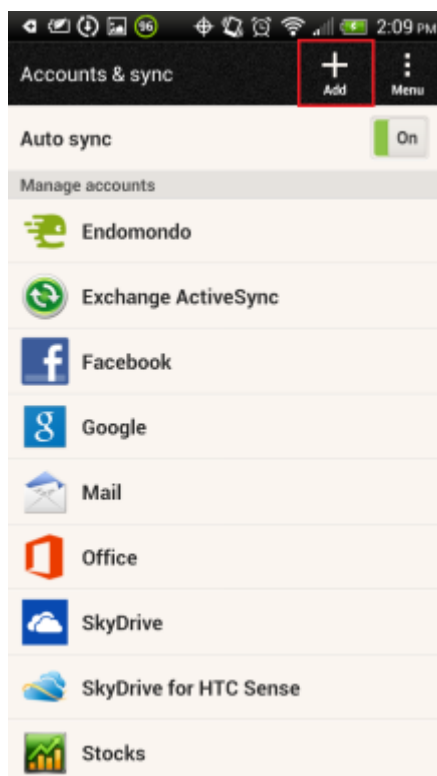 96 2:09 PM
Accounts & sync
Add Menu
Auto sync On
Manage accounts
Endomondo
Exchange ActiveSync
Facebook
Google
Mail
Office
SkyDrive
SkyDrive for HTC Sense
Stocks